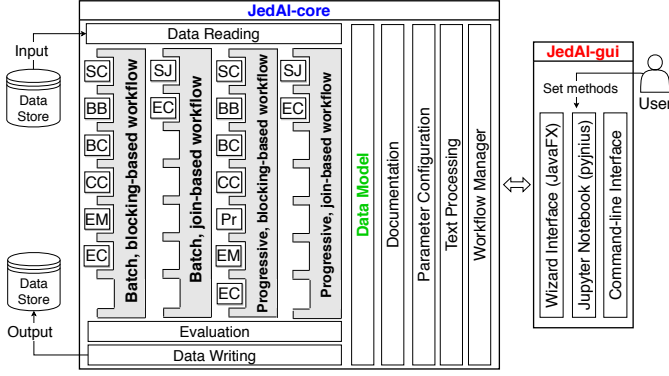 JedAI-core
Input
Data
Store
Data Reading
SC
BB
BC
CC
EM
EC
Batch, blocking-based workflow
SJ
EC
Batch, join-based workflow
SC
BB
BC
CC
Pr
EM
EC
Progressive, blocking-based workflow
SJ
EC
Progressive, join-based workflow
Evaluation
Data Writing
Data
Store
Output
Data Model
Documentation
Parameter Configuration
Text Processing
Workflow Manager
JedAI-gui
Set methods
User
Wizard Interface (JavaFX)
Jupyter Notebook (pyjnius)
Command-line Interface